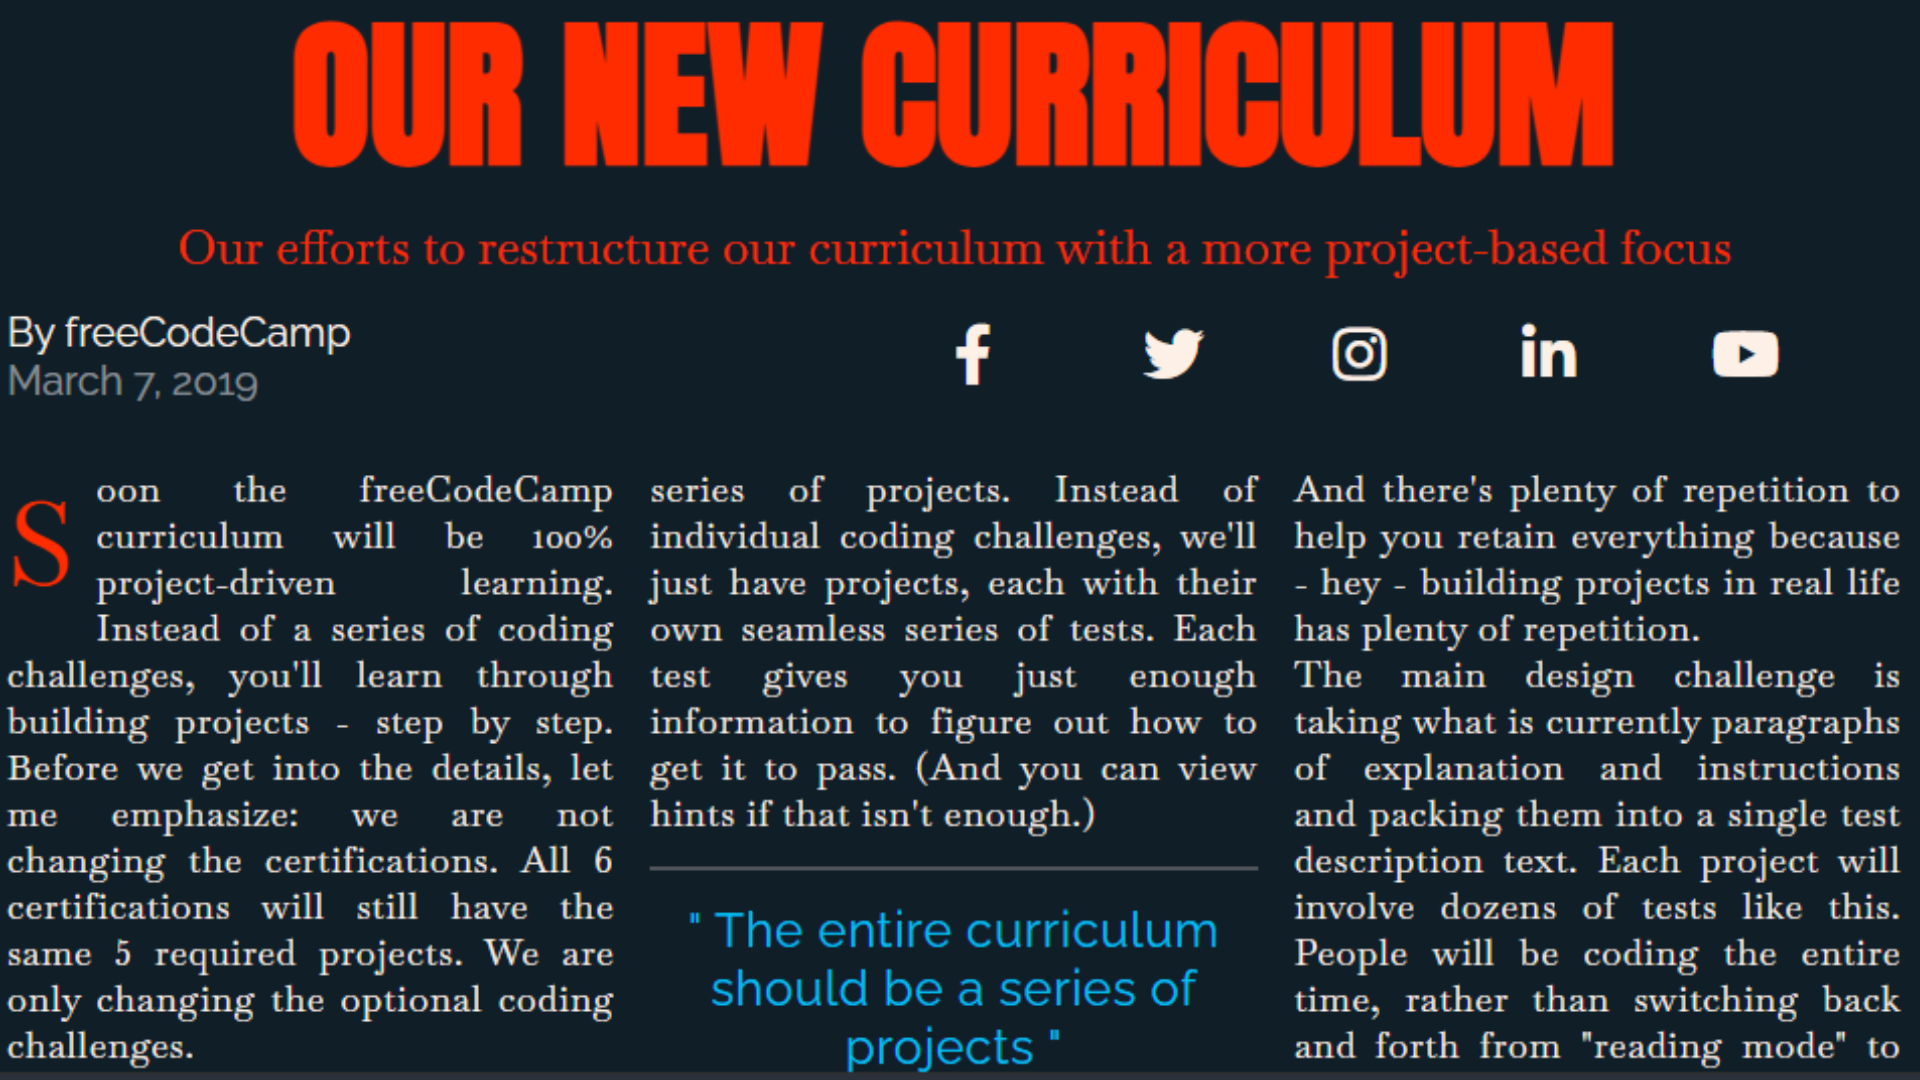 OUR NEW CURRICULUM
Our efforts to restructure our curriculum with a more project-based focus
By freeCodeCamp
March 7, 2019
Soon the freeCodeCamp
curriculum will be 100%
project-driven learning.
Instead of a series of coding
challenges, you'll learn through
building projects - step by step.
Before we get into the details, let
me emphasize: we are not
changing the certifications. All 6
certifications will still have the
same 5 required projects. We are
only changing the optional coding
challenges.
series of projects. Instead of
individual coding challenges, we'll
just have projects, each with their
own seamless series of tests. Each
test gives you just enough
information to figure out how to
get it to pass. (And you can view
hints if that isn't enough.)
" The entire curriculum
should be a series of
projects "
And there's plenty of repetition to
help you retain everything because
- hey - building projects in real life
has plenty of repetition.
The main design challenge is
taking what is currently paragraphs
of explanation and instructions
and packing them into a single test
description text. Each project will
involve dozens of tests like this.
People will be coding the entire
time, rather than switching back
and forth from "reading mode" to